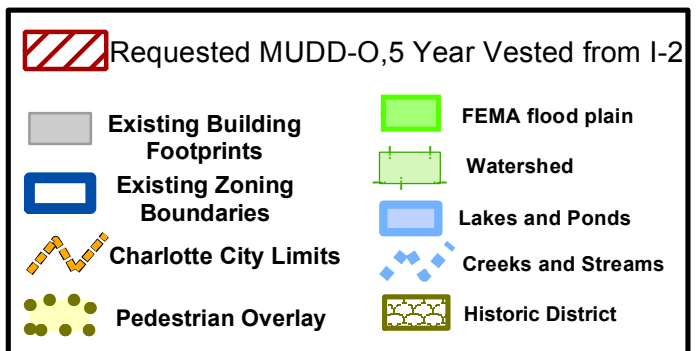 Requested MUDD-O,5 Year Vested from I-2
Existing Building
Footprints
Existing Zoning
Boundaries
Charlotte City Limits
Pedestrian Overlay
FEMA flood plain
Watershed
Lakes and Ponds
Creeks and Streams
Historic District